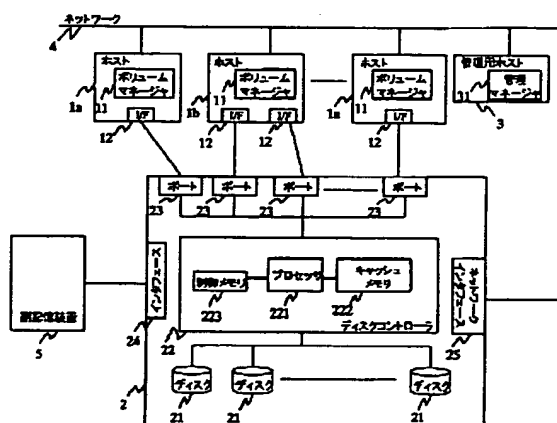 ネットワーク
4
ホスト
ボリューム
マネージャ
11
1a
I/F
12
ホスト
ボリューム
マネージャ
11
1b
I/F
I/F
12
12
ホスト
ボリューム
マネージャ
11
1n
I/F
12
管理用ホスト
管理
マネージャ
31
3
ポート
ポート
ポート
ポート
23
23
23
23
副記憶装置
5
インタフェース
24
制御メモリ
223
プロセッサ
221
キャッシュ
メモリ
222
ディスクコントローラ
22
ネットワーク
インタフェース
25
ディスク
ディスク
ディスク
21
21
21
2